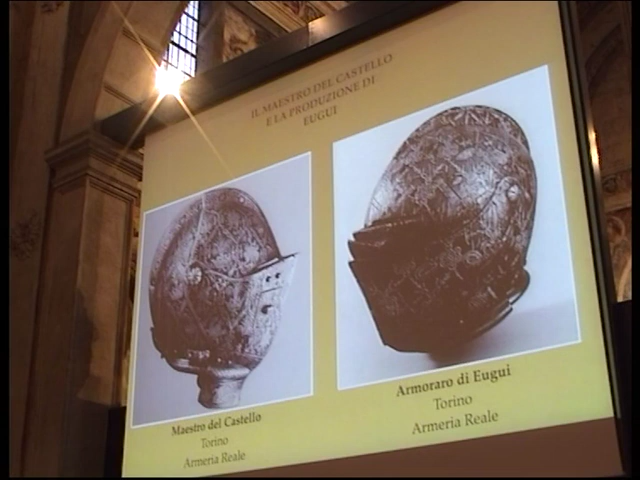 IL MAESTRO DEL CASTELLO
E LA PRODUZIONE DI
EUGUI
Maestro del Castello
Torino
Armeria Reale
Armoraro di Eugui
Torino
Armeria Reale